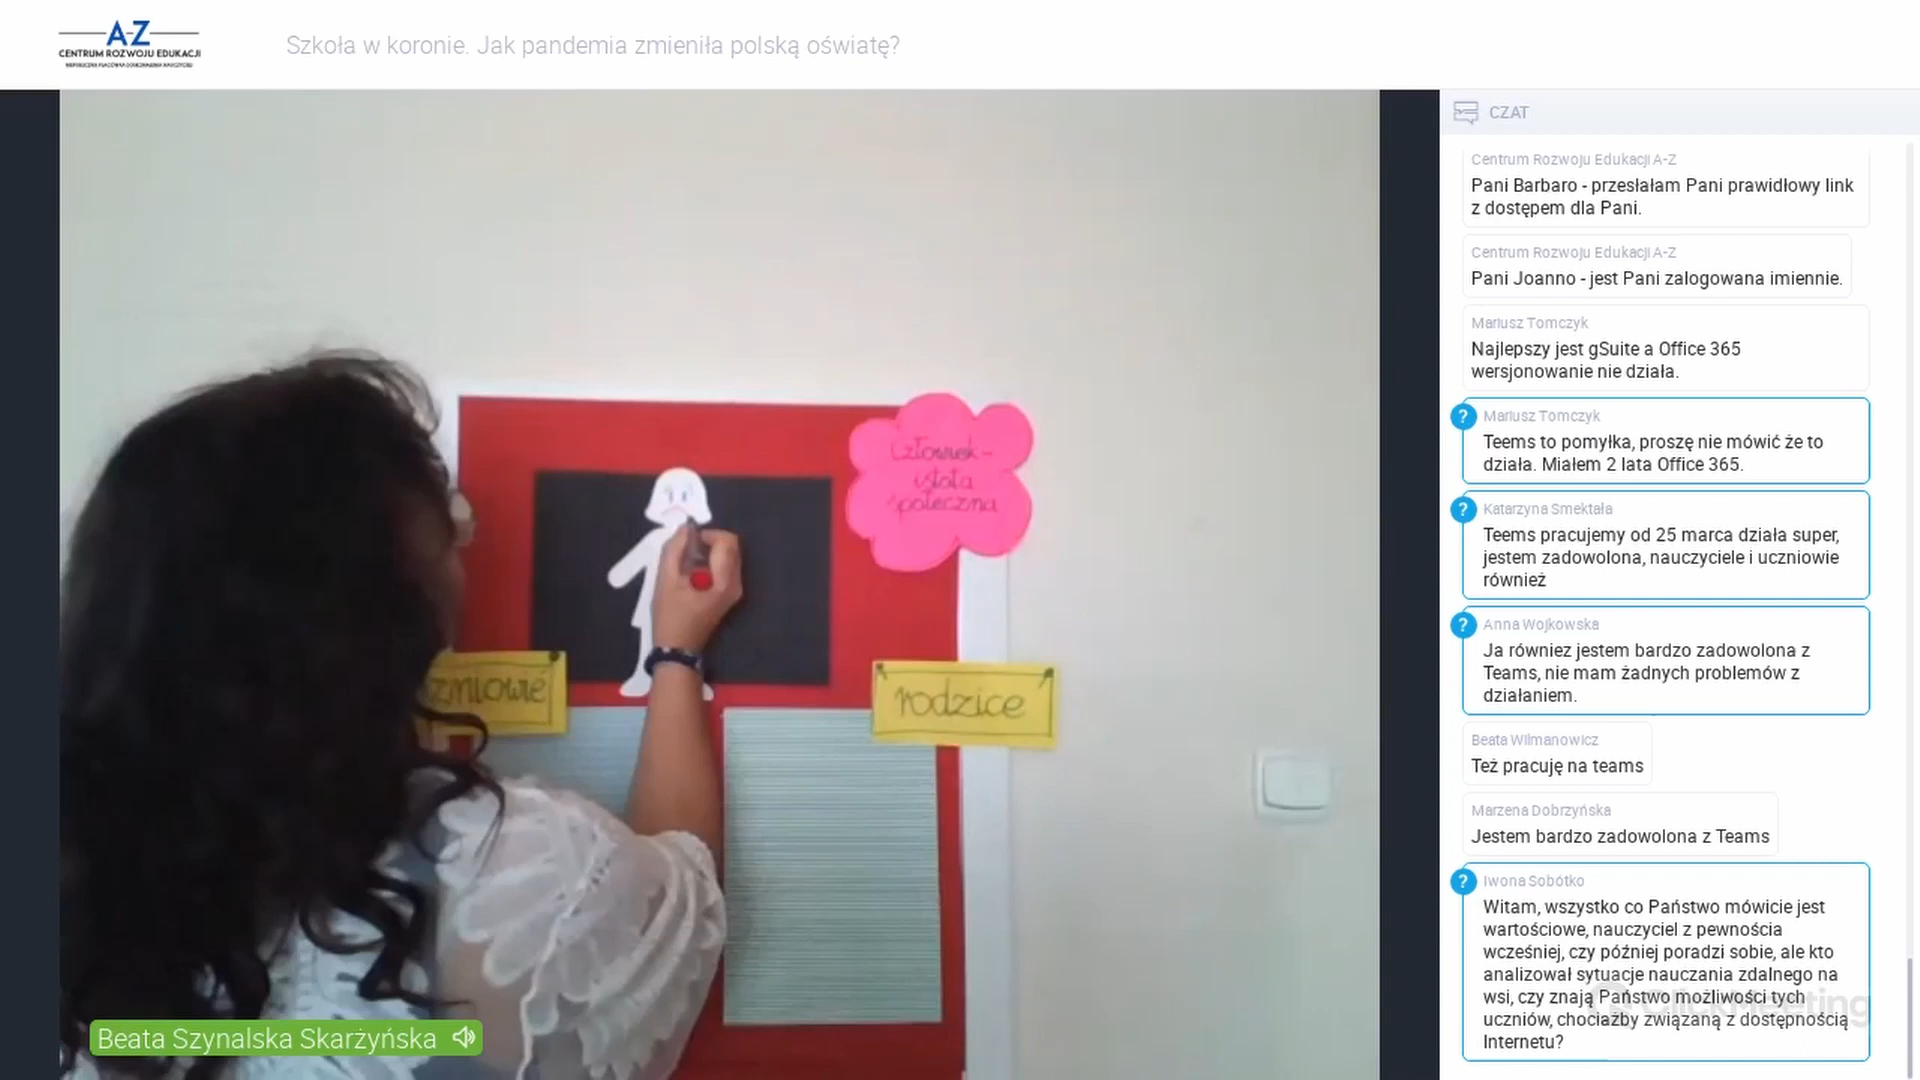 A-Z
CENTRUM ROZWOJU EDUKACJI
NIEPUBLICZNA PLACÓWKA DOSKONALENIA NAUCZYCIELI
Szkoła w koronie. Jak pandemia zmieniła polską oświatę?
Człowiek-
istota
społeczna
rodzice
Beata Szynalska Skarżyńska
CZAT
Centrum Rozwoju Edukacji A-Z
Pani Barbaro - przesłałam Pani prawidłowy link
z dostępem dla Pani.
Centrum Rozwoju Edukacji A-Z
Pani Joanno - jest Pani zalogowana imiennie.
Mariusz Tomczyk
Najlepszy jest gSuite a Office 365
wersjonowanie nie działa.
?
Mariusz Tomczyk
Teems to pomyłka, proszę nie mówić że to
działa. Miałem 2 lata Office 365.
?
Katarzyna Smektała
Teems pracujemy od 25 marca działa super,
jestem zadowolona, nauczyciele i uczniowie
również
?
Anna Wojkowska
Ja równiez jestem bardzo zadowolona z
Teams, nie mam żadnych problemów z
działaniem.
Beata Wilmanowicz
Też pracuję na teams
Marzena Dobrzyńska
Jestem bardzo zadowolona z Teams
?
Iwona Sobótko
Witam, wszystko co Państwo mówicie jest
wartościowe, nauczyciel z pewnościa
wcześniej, czy później poradzi sobie, ale kto
analizował sytuacje nauczania zdalnego na
wsi, czy znają Państwo możliwości tych
uczniów, chociażby związaną z dostępnością
Internetu?
ClickMeeting